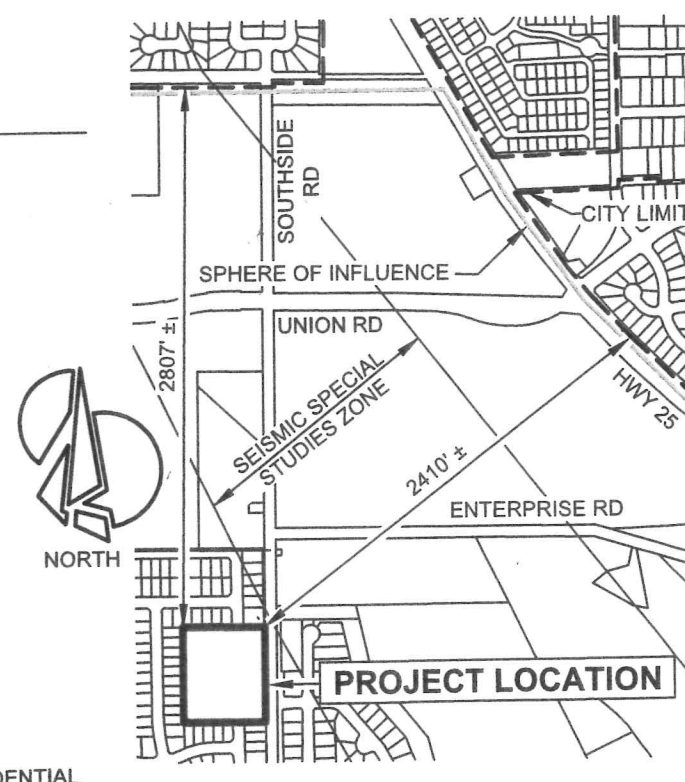 SOUTHSIDE
RD
CITY LIMIT
SPHERE OF INFLUENCE
UNION RD
2807' ±
SEISMIC SPECIAL
STUDIES ZONE
HWY 25
2410' ±
ENTERPRISE RD
NORTH
PROJECT LOCATION
DENTIAL